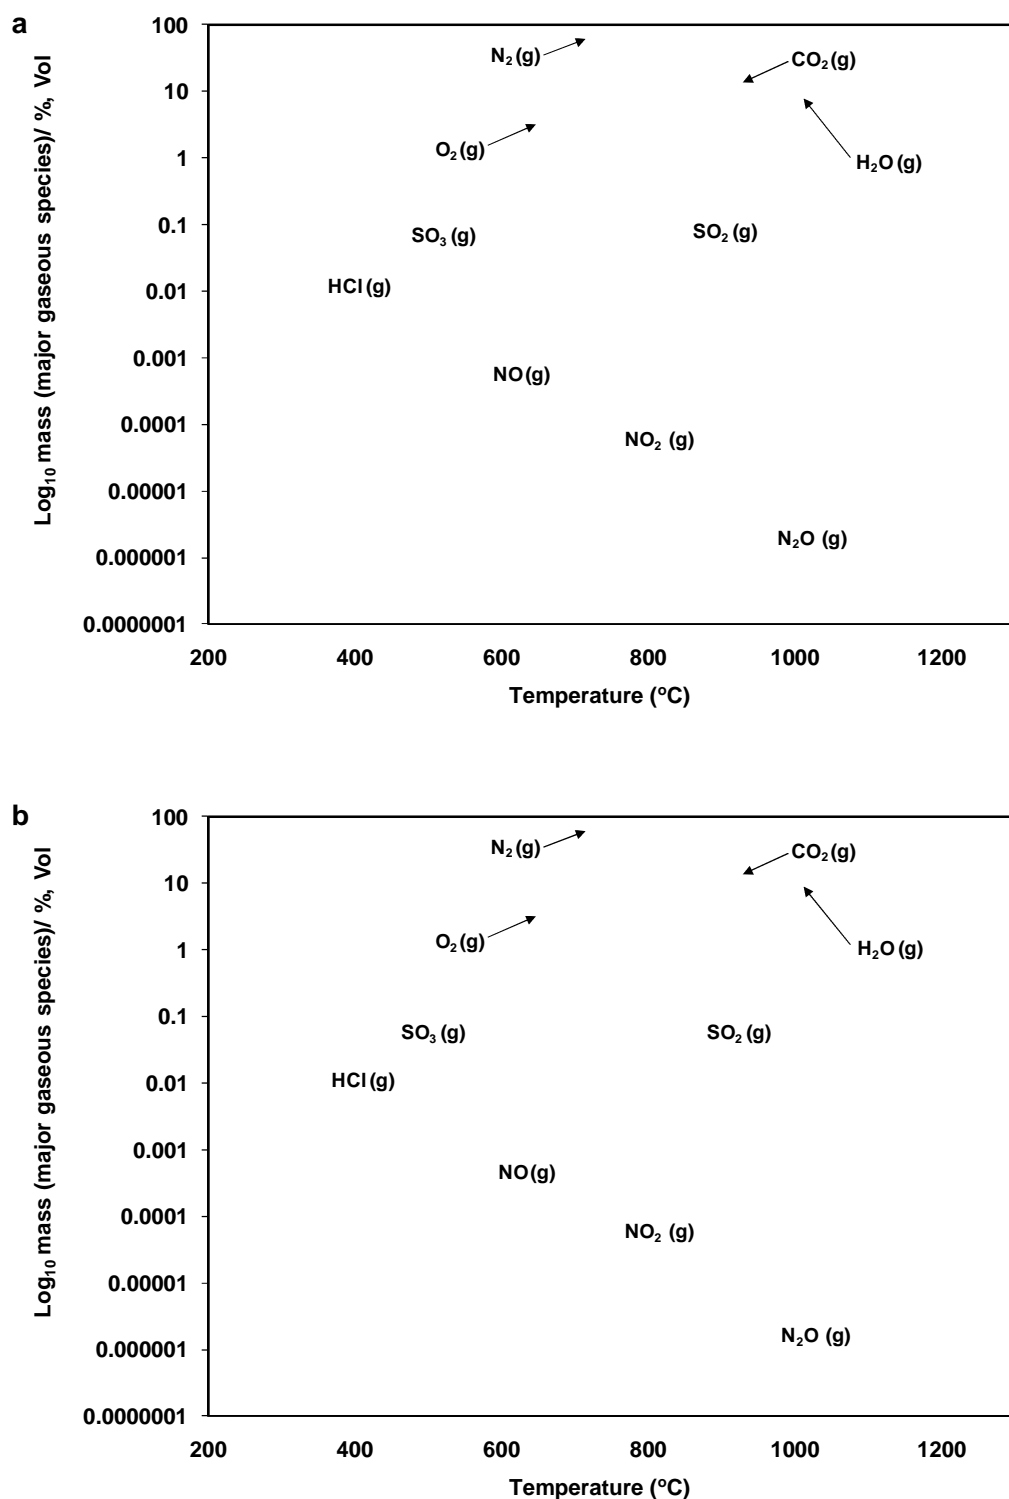 a
Log₁₀ mass (major gaseous species)/ %, Vol
100
10
1
0.1
0.01
0.001
0.0001
0.00001
0.000001
0.0000001
N₂ (g)
CO₂ (g)
O₂ (g)
H₂O (g)
SO₃ (g)
SO₂ (g)
HCl (g)
NO (g)
NO₂ (g)
N₂O (g)
200 400 600 800 1000 1200
Temperature (ºC)
b
Log₁₀ mass (major gaseous species)/ %, Vol
100
10
1
0.1
0.01
0.001
0.0001
0.00001
0.000001
0.0000001
N₂ (g)
CO₂ (g)
O₂ (g)
H₂O (g)
SO₃ (g)
SO₂ (g)
HCl (g)
NO (g)
NO₂ (g)
N₂O (g)
200 400 600 800 1000 1200
Temperature (ºC)